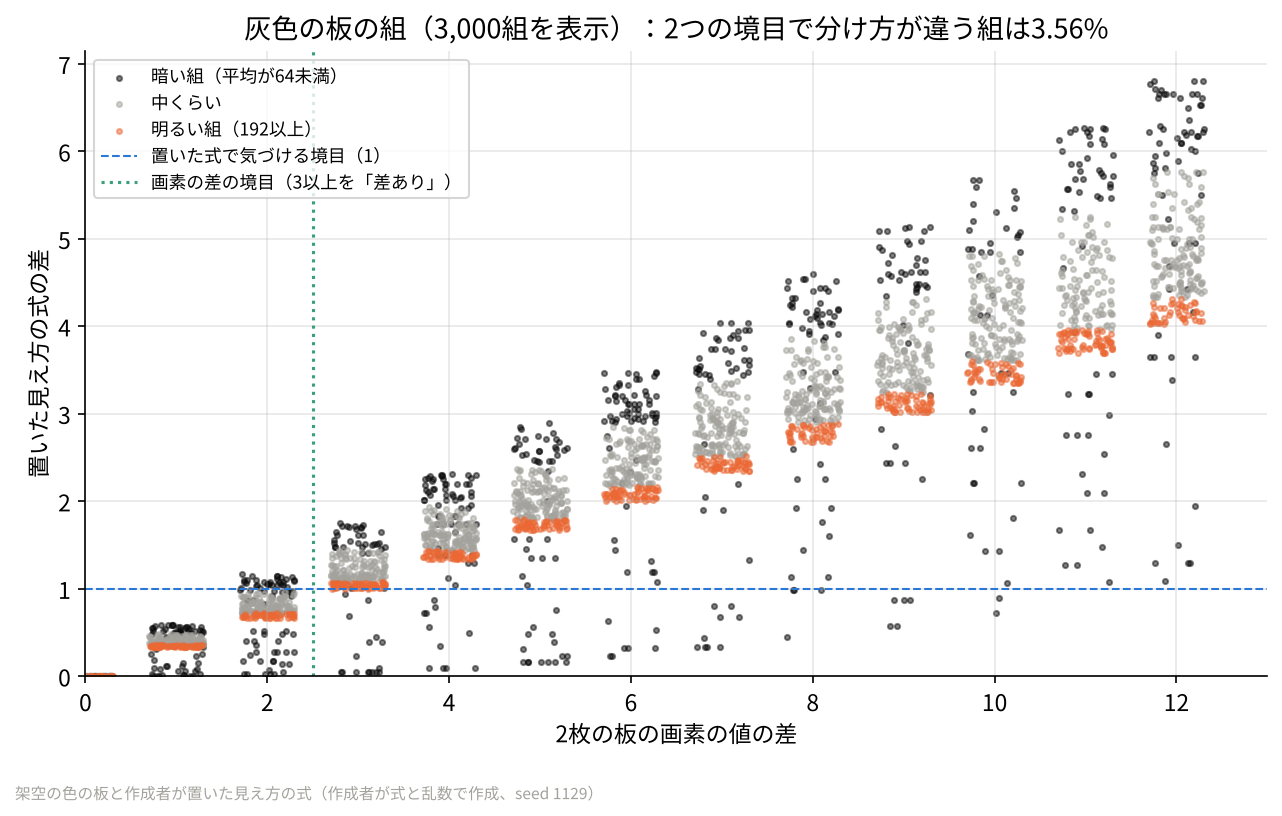 灰色の板の組（3,000組を表示）：2つの境目で分け方が違う組は3.56%
暗い組（平均が64未満）
中くらい
明るい組（192以上）
置いた式で気づける境目（1）
画素の差の境目（3以上を「差あり」）
置いた見え方の式の差
7
6
5
4
3
2
1
0
0
2
4
6
8
10
12
2枚の板の画素の値の差
架空の色の板と作成者が置いた見え方の式（作成者が式と乱数で作成、seed 1129）